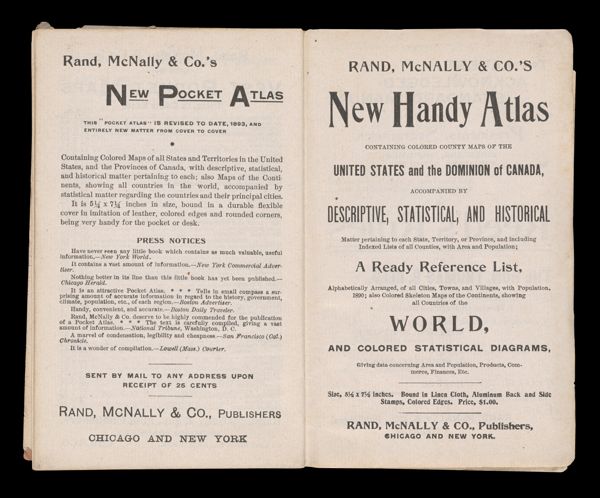 Rand, McNally & Co.'s
New Pocket Atlas
THIS "POCKET ATLAS" IS REVISED TO DATE, 1893, AND
ENTIRELY NEW MATTER FROM COVER TO COVER
Containing Colored Maps of all States and Territories in the United
States, and the Provinces of Canada, with descriptive, statistical,
and historical matter pertaining to each; also Maps of the Conti-
nents, showing all countries in the world, accompanied by
statistical matter regarding the countries and their principal cities.
It is 5½ x 7¼ inches in size, bound in a durable flexible
cover in imitation of leather, colored edges and rounded corners,
being very handy for the pocket or desk.
PRESS NOTICES
Have never seen any little book which contains as much valuable, useful
information.—New York World.
It contains a vast amount of information.—New York Commercial Adver-
tiser.
Nothing better in its line than this little book has yet been published.—
Chicago Herald.
It is an attractive Pocket Atlas. * * * Tells in small compass a sur-
prising amount of accurate information in regard to the history, government,
climate, population, etc., of each region.—Boston Advertiser.
Handy, convenient, and accurate.—Boston Daily Traveler.
Rand, McNally & Co. deserve to be highly commended for the publication
of a Pocket Atlas. * * * The text is carefully compiled, giving a vast
amount of information.—National Tribune, Washington, D. C.
A marvel of condensation, legibility and cheapness.—San Francisco (Cal.)
Chronicle.
It is a wonder of compilation.—Lowell (Mass.) Courier.
SENT BY MAIL TO ANY ADDRESS UPON
RECEIPT OF 25 CENTS
RAND, MCNALLY & CO., PUBLISHERS
CHICAGO AND NEW YORK
RAND, McNALLY & CO.'S
New Handy Atlas
CONTAINING COLORED COUNTY MAPS OF THE
UNITED STATES and the DOMINION of CANADA,
ACCOMPANIED BY
DESCRIPTIVE, STATISTICAL, AND HISTORICAL
Matter pertaining to each State, Territory, or Province, and including
Indexed Lists of all Counties, with Area and Population;
A Ready Reference List,
Alphabetically Arranged, of all Cities, Towns, and Villages, with Population,
1890; also Colored Skeleton Maps of the Continents, showing
all Countries of the
WORLD,
AND COLORED STATISTICAL DIAGRAMS,
Giving data concerning Area and Population, Products, Com-
merce, Finances, Etc.
Size, 5½ x 7½ inches. Bound in Linen Cloth, Aluminum Back and Side
Stamps, Colored Edges. Price, $1.00.
RAND, McNALLY & CO., Publishers,
CHICAGO AND NEW YORK.